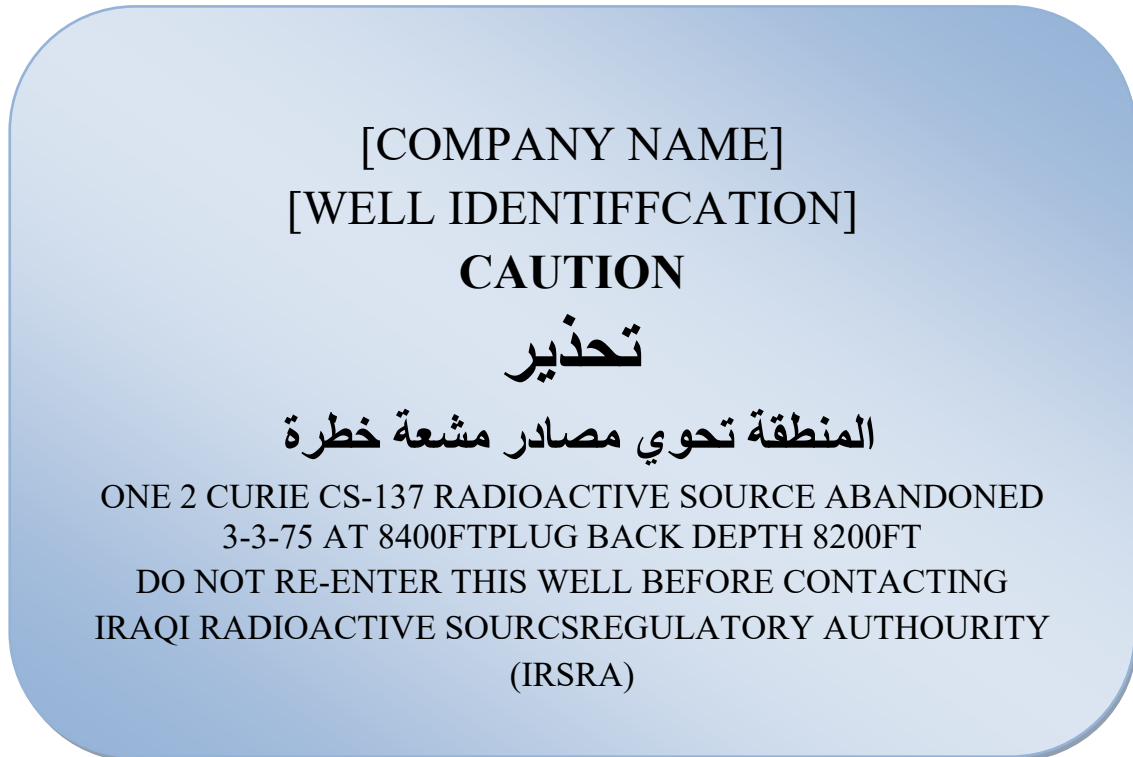 [COMPANY NAME]
[WELL IDENTIFFCATION]
CAUTION
تحذير
المنطقة تحوي مصادر مشعة خطرة
ONE 2 CURIE CS-137 RADIOACTIVE SOURCE ABANDONED
3-3-75 AT 8400FTPLUG BACK DEPTH 8200FT
DO NOT RE-ENTER THIS WELL BEFORE CONTACTING
IRAQI RADIOACTIVE SOURCSREGULATORY AUTHOURITY
(IRSRA)